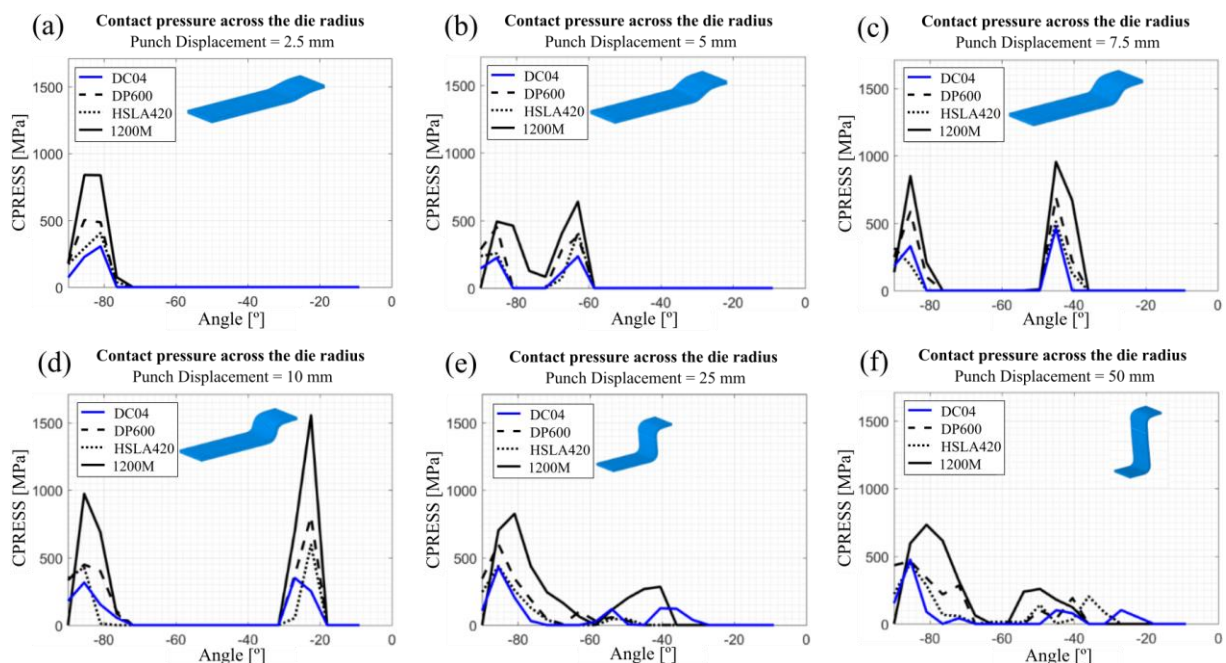 (a)
Contact pressure across the die radius
Punch Displacement = 2.5 mm
1500
1000
500
0
CPRESS [MPa]
DC04
DP600
HSLA420
1200M
-80
-60
-40
-20
0
Angle [º]
(b)
Contact pressure across the die radius
Punch Displacement = 5 mm
1500
1000
500
0
CPRESS [MPa]
DC04
DP600
HSLA420
1200M
-80
-60
-40
-20
0
Angle [º]
(c)
Contact pressure across the die radius
Punch Displacement = 7.5 mm
1500
1000
500
0
CPRESS [MPa]
DC04
DP600
HSLA420
1200M
-80
-60
-40
-20
0
Angle [º]
(d)
Contact pressure across the die radius
Punch Displacement = 10 mm
1500
1000
500
0
CPRESS [MPa]
DC04
DP600
HSLA420
1200M
-80
-60
-40
-20
0
Angle [º]
(e)
Contact pressure across the die radius
Punch Displacement = 25 mm
1500
1000
500
0
CPRESS [MPa]
DC04
DP600
HSLA420
1200M
-80
-60
-40
-20
0
Angle [º]
(f)
Contact pressure across the die radius
Punch Displacement = 50 mm
1500
1000
500
0
CPRESS [MPa]
DC04
DP600
HSLA420
1200M
-80
-60
-40
-20
0
Angle [º]